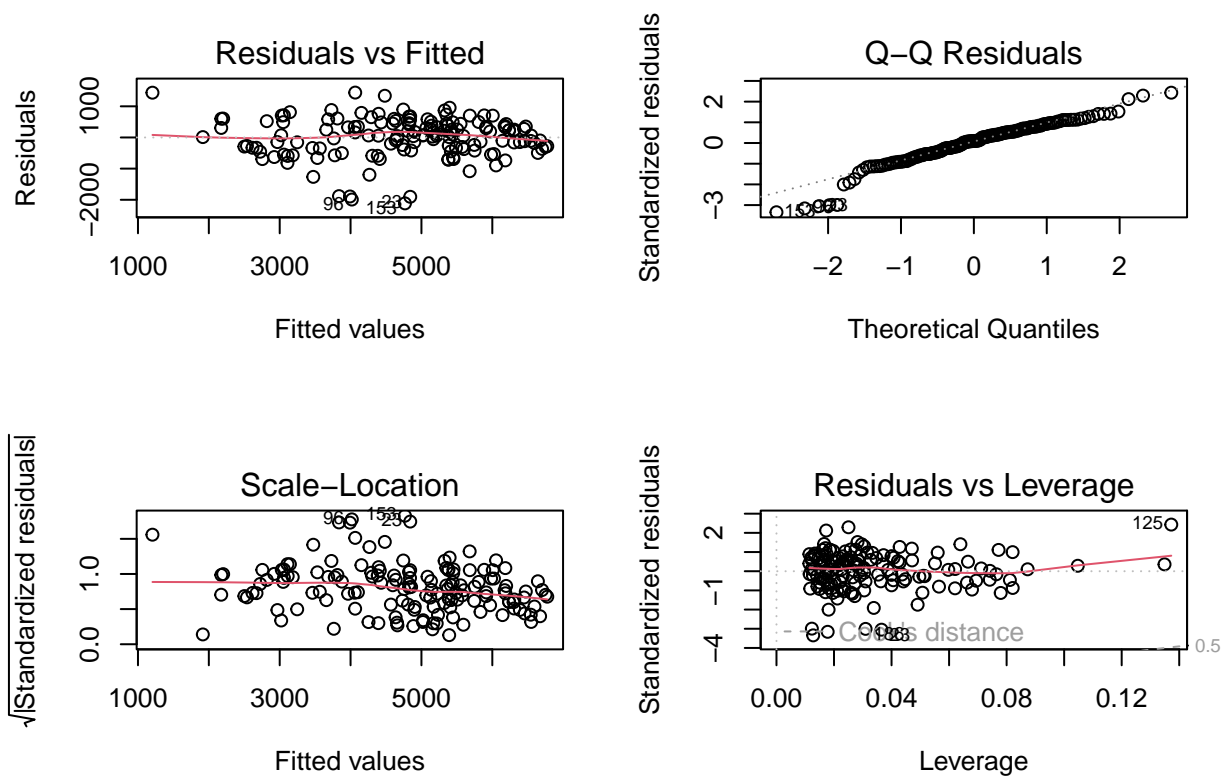 Residuals vs Fitted
Residuals
1000
−2000
96
153
23
1000 3000 5000
Fitted values
Q−Q Residuals
Standardized residuals
2
0
−3
−2 −1 0 1 2
Theoretical Quantiles
Scale−Location
√|Standardized residuals|
1.0
0.0
96
153
23
1000 3000 5000
Fitted values
Residuals vs Leverage
Standardized residuals
2
−1
−4
125
Cook's distance
0.5
0.00 0.04 0.08 0.12
Leverage